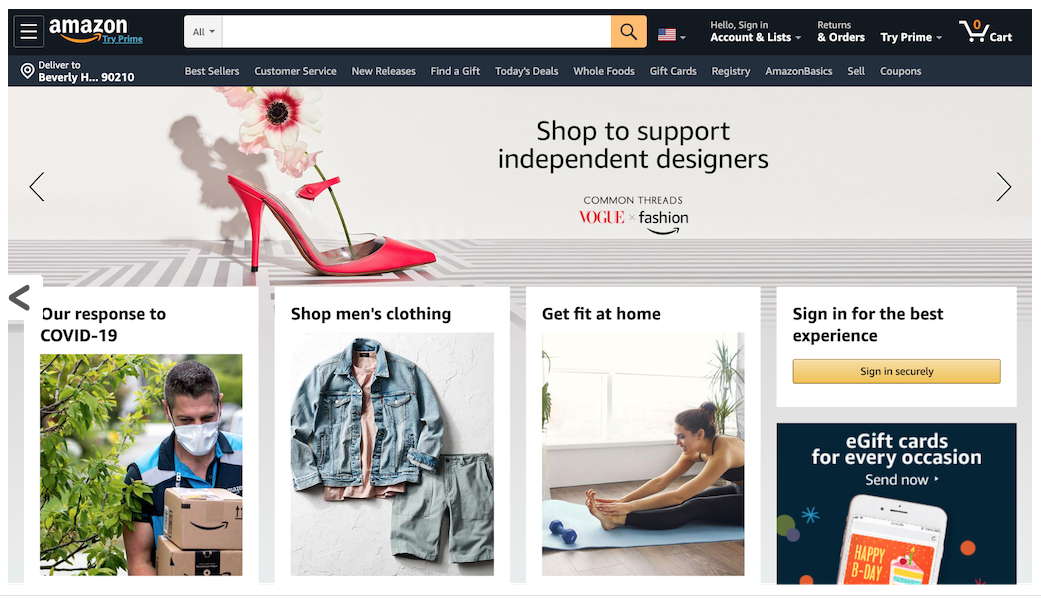 amazon
Try Prime
All
Hello, Sign in
Account & Lists
Returns
& Orders
Try Prime
0
Cart
Deliver to
Beverly H... 90210
Best Sellers
Customer Service
New Releases
Find a Gift
Today's Deals
Whole Foods
Gift Cards
Registry
AmazonBasics
Sell
Coupons
Shop to support
independent designers
COMMON THREADS
VOGUE × fashion
Our response to
COVID-19
Shop men's clothing
Get fit at home
Sign in for the best
experience
Sign in securely
eGift cards
for every occasion
Send now
HAPPY
B-DAY